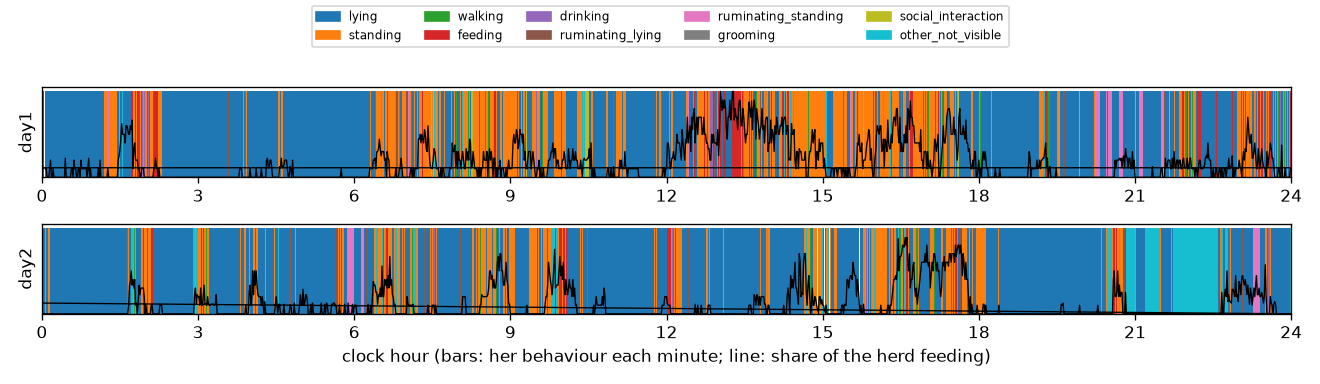 lying walking drinking ruminating_standing social_interaction
standing feeding ruminating_lying grooming other_not_visible
day1
0 3 6 9 12 15 18 21 24
day2
0 3 6 9 12 15 18 21 24
clock hour (bars: her behaviour each minute; line: share of the herd feeding)